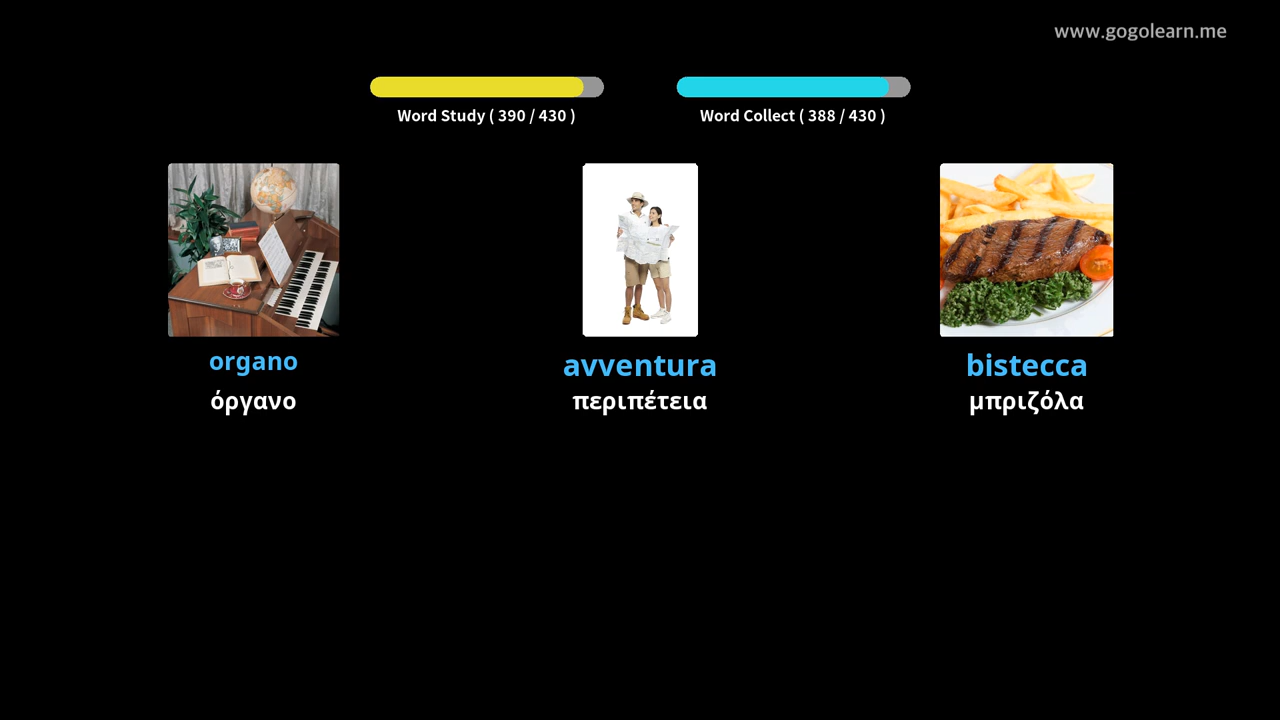 www.gogolearn.me
Word Study ( 390 / 430 )
Word Collect ( 388 / 430 )
organo
όργανο
avventura
περιπέτεια
bistecca
μπριζόλα